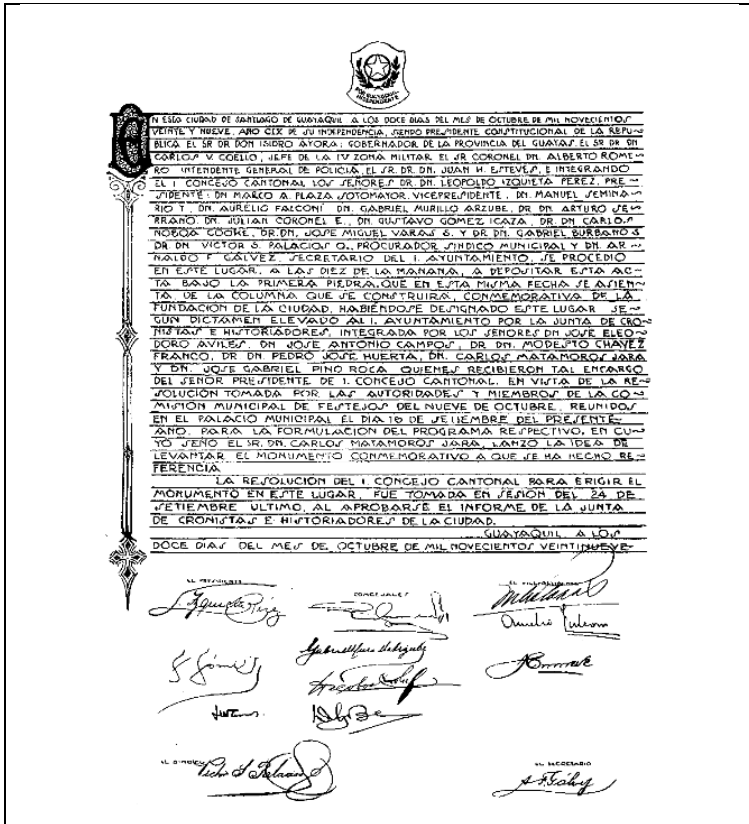 POR GUAYAQUIL
INDEPENDIENTE
EN ESTA CIUDAD DE SANTIAGO DE GUAYAQUIL A LOS DOCE DIAS DEL MES DE OCTUBRE DE MIL NOVECIENTOS
VEINTE Y NUEVE, AÑO CIX DE SU INDEPENDENCIA, SIENDO PRESIDENTE CONSTITUCIONAL DE LA REPU~
BLICA EL SR DR DON ISIDRO AYORA; GOBERNADOR DE LA PROVINCIA DEL GUAYAS EL SR DR DN
CARLOS V. COELLO, JEFE DE LA IV ZONA MILITAR EL SR CORONEL DN. ALBERTO ROME~
RO INTENDENTE GENERAL DE POLICIA, EL SR. DR. DN. JUAN H. ESTEVES, E INTEGRANDO
EL I CONCEJO CANTONAL LOS SEÑORES DR. DN. LEOPOLDO IZQUIETA PEREZ, PRE~
SIDENTE; DN MARCO A. PLAZA SOTOMAYOR, VICEPRESIDENTE, DN. MANUEL SEMINA~
RIO T, DN. AURELIO FALCONI DN. GABRIEL MURILLO ARZUBE, DR DN. ARTURO SE~
RRANO, DN. JULIAN CORONEL E., DN. GUSTAVO GOMEZ ICAZA, DR. DN CARLOS
NOBOA COOKE, DR. DN, JOSE MIGUEL VARAS S. Y DR DN. GABRIEL BURBANO S
DR DN VICTOR S. PALACIOS O., PROCURADOR SINDICO MUNICIPAL Y DN. AR~
NALDO F GALVEZ, SECRETARIO DEL I. AYUNTAMIENTO, SE PROCEDIO
EN ESTE LUGAR, A LAS DIEZ DE LA MAÑANA, A DEPOSITAR ESTA AC~
TA BAJO LA PRIMERA PIEDRA, QUE EN ESTA MISMA FECHA SE ASIEN~
TA DE LA COLUMNA QUE SE CONSTRUIRA, CONMEMORATIVA DE LA
FUNDACION DE LA CIUDAD, HABIENDOSE DESIGNADO ESTE LUGAR SE~
GUN DICTAMEN ELEVADO AL I. AYUNTAMIENTO POR LA JUNTA DE CRO~
NISTAS E HISTORIADORES, INTEGRADA POR LOS SEÑORES DN JOSE ELEO~
DORO AVILES, DN JOSE ANTONIO CAMPOS, DR DN. MODESTO CHAVEZ
FRANCO, DR DN PEDRO JOSE HUERTA, DN. CARLOS MATAMOROS JARA
Y DN. JOSE GABRIEL PINO ROCA QUIENES RECIBIERON TAL ENCARGO
DEL SEÑOR PRESIDENTE DE I. CONCEJO CANTONAL, EN VISTA DE LA RE~
SOLUCION TOMADA POR LAS AUTORIDADES Y MIEMBROS DE LA CO~
MISION MUNICIPAL DE FESTEJOS DEL NUEVE DE OCTUBRE, REUNIDOS
EN EL PALACIO MUNICIPAL EL DIA 10 DE SETIEMBRE DEL PRESENTE
AÑO, PARA LA FORMULACION DEL PROGRAMA RESPECTIVO, EN CU~
YO SENO EL SR. DN. CARLOS MATAMOROS JARA, LANZO LA IDEA DE
LEVANTAR EL MONUMENTO CONMEMORATIVO A QUE SE HA HECHO RE~
FERENCIA
LA RESOLUCION DEL I CONCEJO CANTONAL PARA ERIGIR EL
MONUMENTO EN ESTE LUGAR, FUE TOMADA EN SESION DEL 24 DE
SETIEMBRE ULTIMO, AL APROBARSE EL INFORME DE LA JUNTA
DE CRONISTAS E HISTORIADORES DE LA CIUDAD.
GUAYAQUIL A LOS
DOCE DIAS DEL MES DE OCTUBRE DE MIL NOVECIENTOS VEINTINUEVE~
EL PRESIDENTE
CONCEJALES
EL VICEPRESIDENTE
Aurelio Falconi
EL SINDICO
EL SECRETARIO
A. F. Gálvez